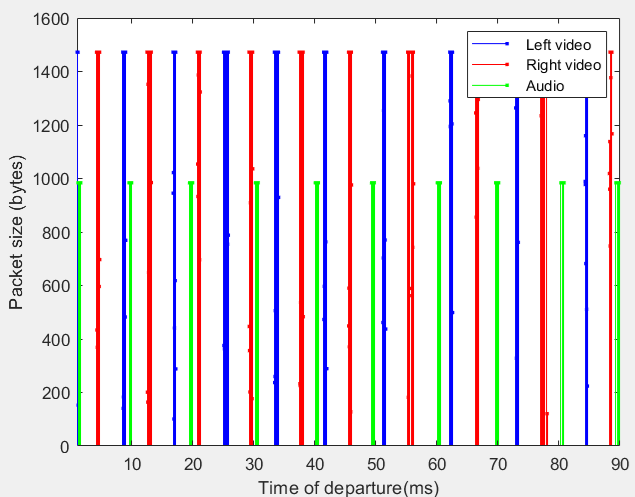 1600
1400
1200
1000
800
600
400
200
0
Packet size (bytes)
Left video
Right video
Audio
10 20 30 40 50 60 70 80 90
Time of departure(ms)